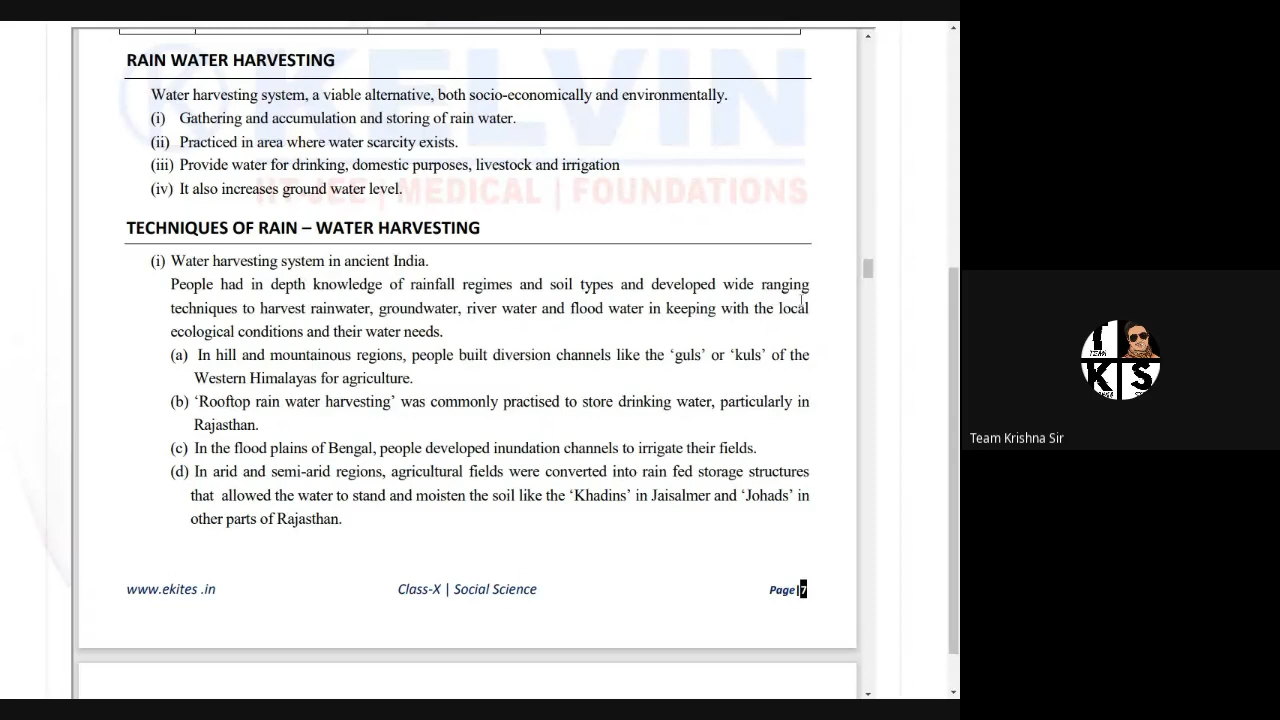 KELVIN
IIT-JEE | MEDICAL | FOUNDATIONS
RAIN WATER HARVESTING
Water harvesting system, a viable alternative, both socio-economically and environmentally.
(i) Gathering and accumulation and storing of rain water.
(ii) Practiced in area where water scarcity exists.
(iii) Provide water for drinking, domestic purposes, livestock and irrigation
(iv) It also increases ground water level.
TECHNIQUES OF RAIN – WATER HARVESTING
(i) Water harvesting system in ancient India.
People had in depth knowledge of rainfall regimes and soil types and developed wide ranging
techniques to harvest rainwater, groundwater, river water and flood water in keeping with the local
ecological conditions and their water needs.
(a) In hill and mountainous regions, people built diversion channels like the ‘guls’ or ‘kuls’ of the
Western Himalayas for agriculture.
(b) ‘Rooftop rain water harvesting’ was commonly practised to store drinking water, particularly in
Rajasthan.
(c) In the flood plains of Bengal, people developed inundation channels to irrigate their fields.
(d) In arid and semi-arid regions, agricultural fields were converted into rain fed storage structures
that allowed the water to stand and moisten the soil like the ‘Khadins’ in Jaisalmer and ‘Johads’ in
other parts of Rajasthan.
www.ekites .in Class-X | Social Science Page|7
TEAM
K S
Team Krishna Sir